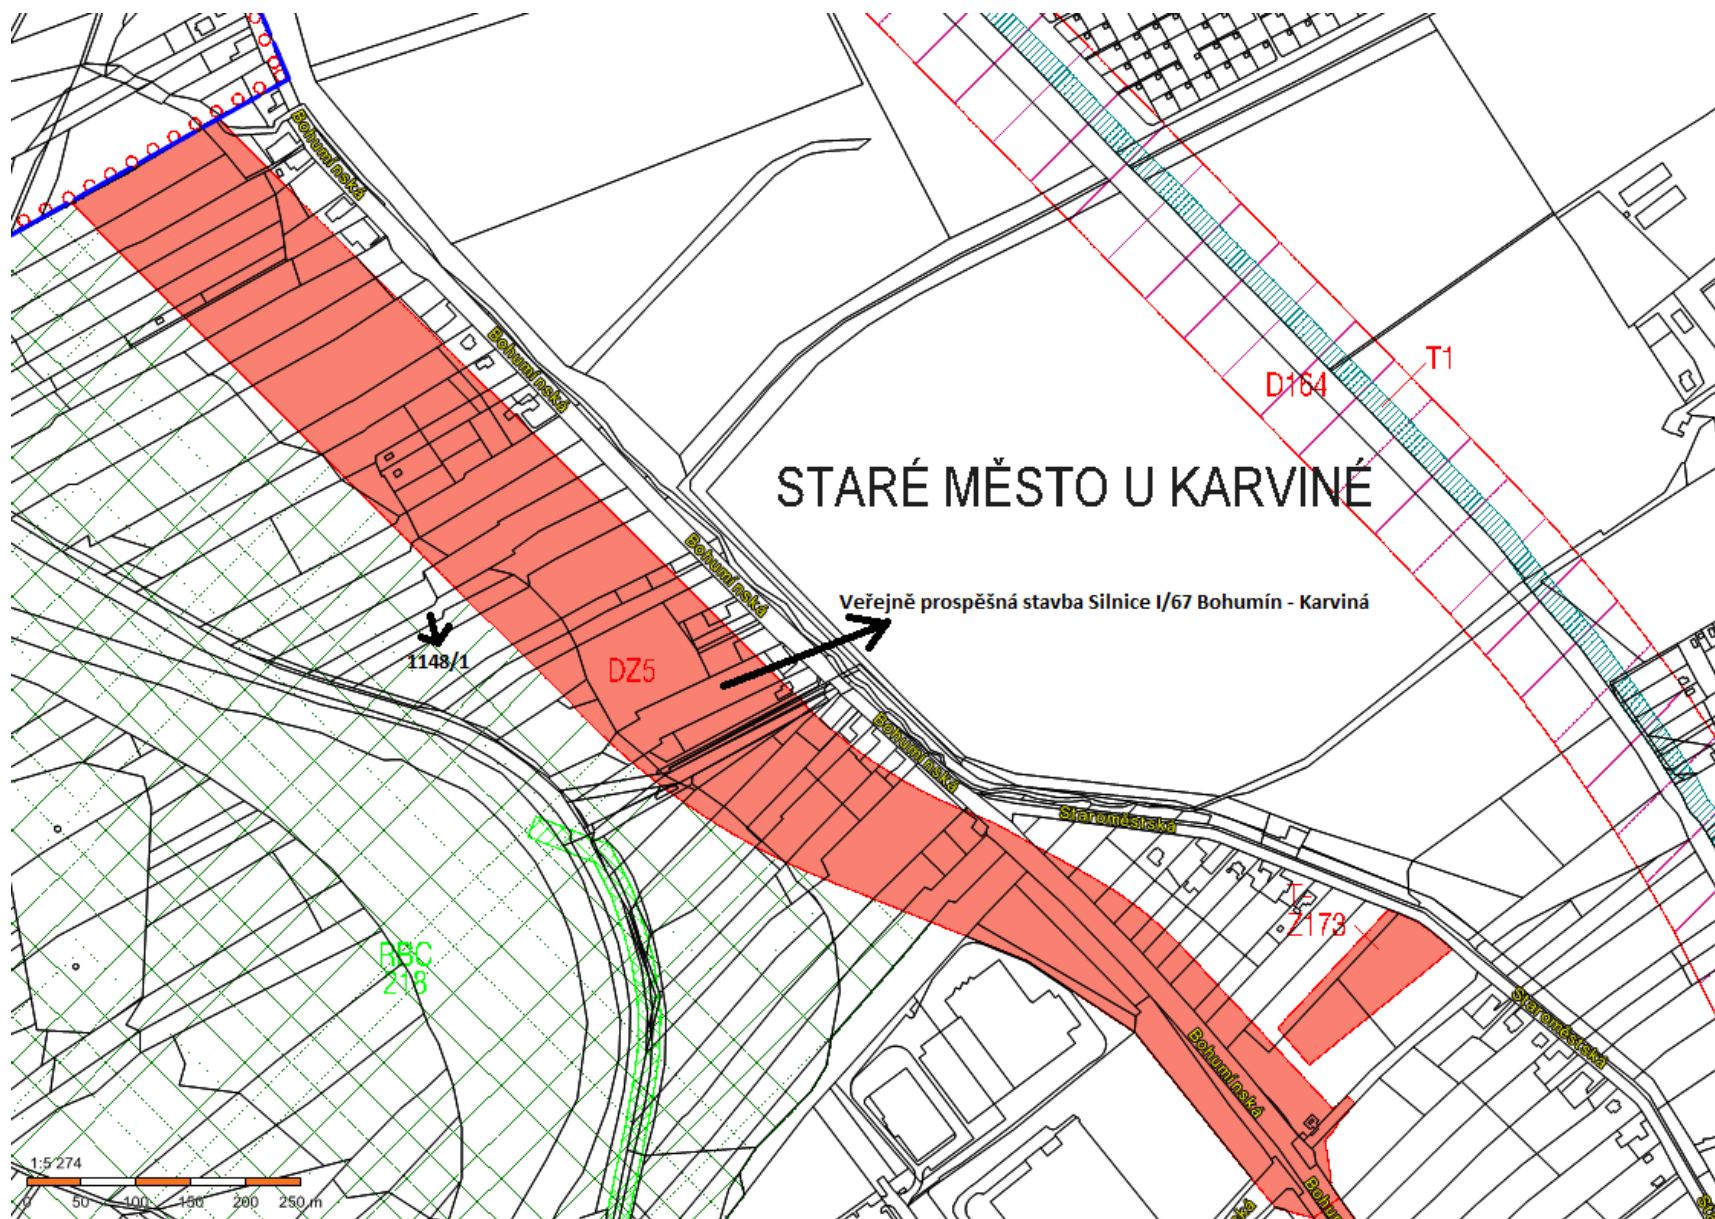 Bohumínská
Bohumínská
T1
D164
STARÉ MĚSTO U KARVINÉ
Bohumínská
Veřejně prospěšná stavba Silnice I/67 Bohumín - Karviná
1148/1
DZ5
Bohumínská
Staroměstská
Z173
RBC
213
Staroměstská
Bohumínská
1:5 274
0 50 100 150 200 250 m